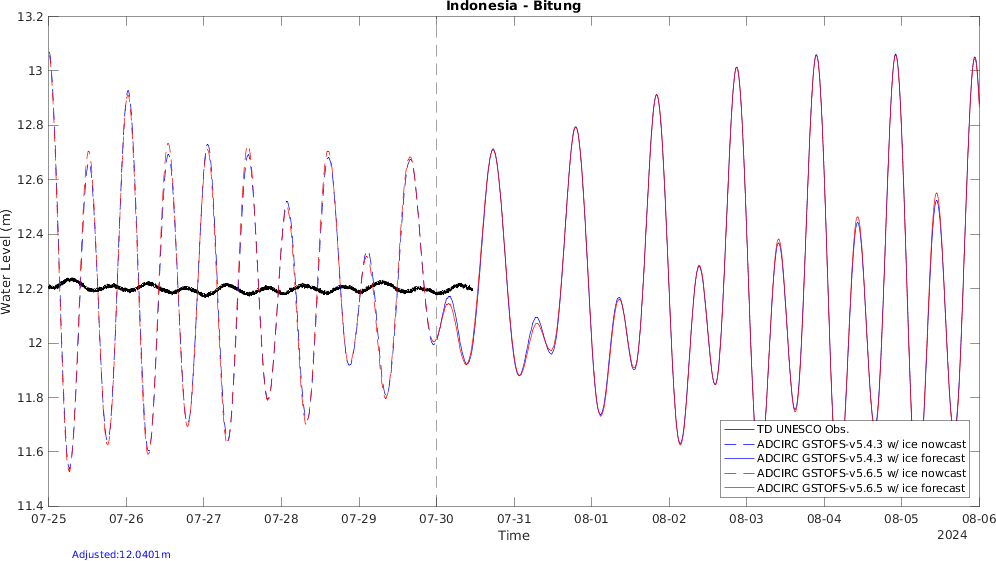 Indonesia - Bitung
Water Level (m)
13.2
13
12.8
12.6
12.4
12.2
12
11.8
11.6
11.4
TD UNESCO Obs.
ADCIRC GSTOFS-v5.4.3 w/ ice nowcast
ADCIRC GSTOFS-v5.4.3 w/ ice forecast
ADCIRC GSTOFS-v5.6.5 w/ ice nowcast
ADCIRC GSTOFS-v5.6.5 w/ ice forecast
07-25 07-26 07-27 07-28 07-29 07-30 07-31 08-01 08-02 08-03 08-04 08-05 08-06
Time
2024
Adjusted:12.0401m